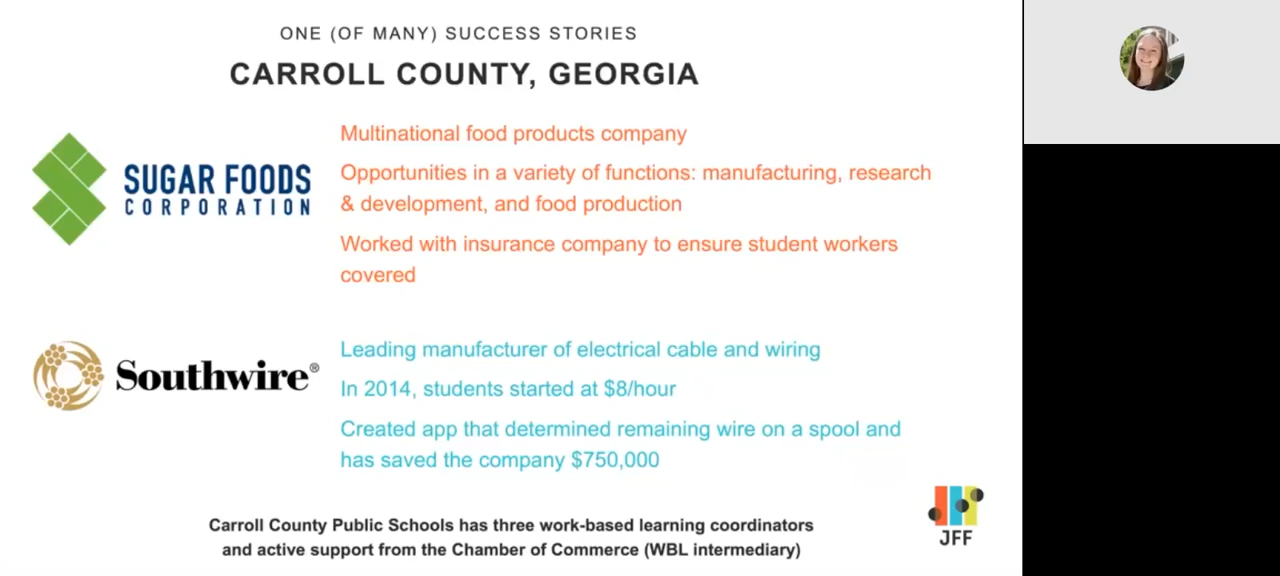 ONE (OF MANY) SUCCESS STORIES
CARROLL COUNTY, GEORGIA
SUGAR FOODS
CORPORATION
Multinational food products company
Opportunities in a variety of functions: manufacturing, research
& development, and food production
Worked with insurance company to ensure student workers
covered
Southwire®
Leading manufacturer of electrical cable and wiring
In 2014, students started at $8/hour
Created app that determined remaining wire on a spool and
has saved the company $750,000
Carroll County Public Schools has three work-based learning coordinators
and active support from the Chamber of Commerce (WBL intermediary)
JFF